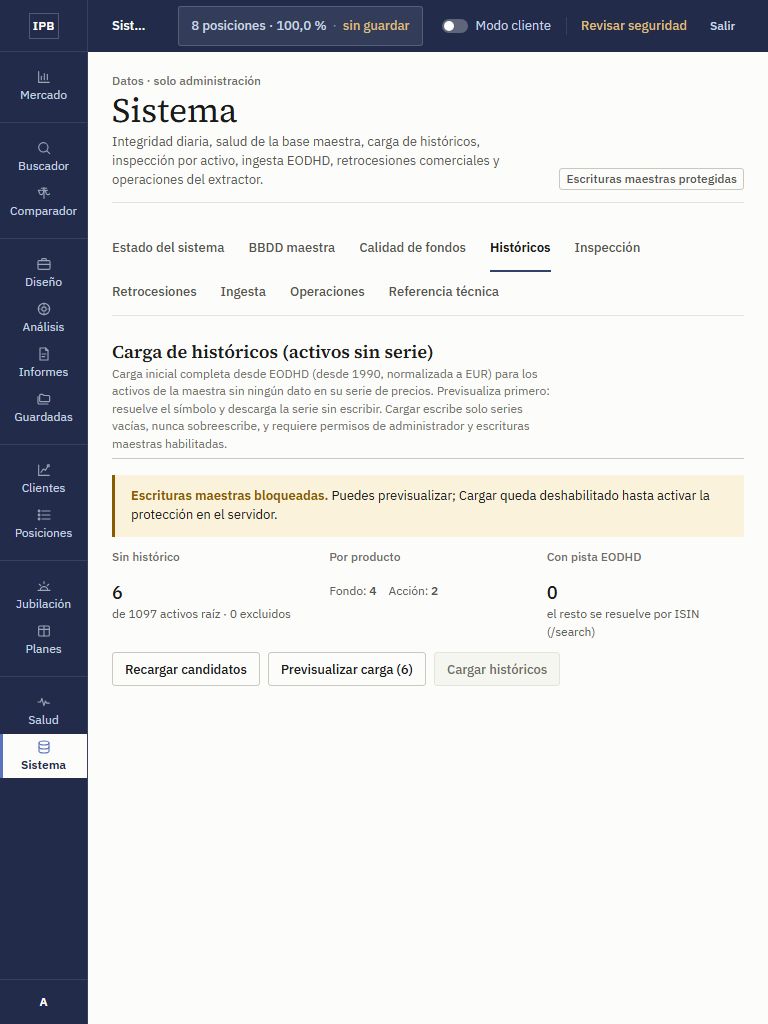 IPB
Sist...
8 posiciones · 100,0 % · sin guardar
Modo cliente
Revisar seguridad
Salir
Mercado
Buscador
Comparador
Diseño
Análisis
Informes
Guardadas
Clientes
Posiciones
Jubilación
Planes
Salud
Sistema
A
Datos · solo administración
Sistema
Integridad diaria, salud de la base maestra, carga de históricos,
inspección por activo, ingesta EODHD, retrocesiones comerciales y
operaciones del extractor.
Escrituras maestras protegidas
Estado del sistema BBDD maestra Calidad de fondos Históricos Inspección
Retrocesiones Ingesta Operaciones Referencia técnica
Carga de históricos (activos sin serie)
Carga inicial completa desde EODHD (desde 1990, normalizada a EUR) para los
activos de la maestra sin ningún dato en su serie de precios. Previsualiza primero:
resuelve el símbolo y descarga la serie sin escribir. Cargar escribe solo series
vacías, nunca sobreescribe, y requiere permisos de administrador y escrituras
maestras habilitadas.
Escrituras maestras bloqueadas. Puedes previsualizar; Cargar queda deshabilitado hasta activar la
protección en el servidor.
Sin histórico
6
de 1097 activos raíz · 0 excluidos
Por producto
Fondo: 4 Acción: 2
Con pista EODHD
0
el resto se resuelve por ISIN
(/search)
Recargar candidatos
Previsualizar carga (6)
Cargar históricos